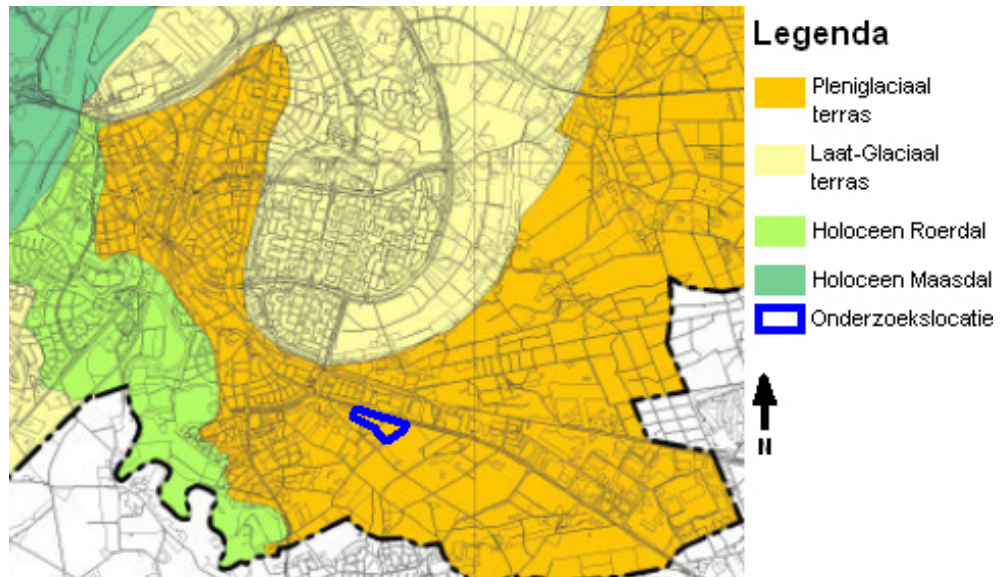 Legenda
Pleniglaciaal
terras
Laat-Glaciaal
terras
Holoceen Roerdal
Holoceen Maasdal
Onderzoekslocatie
N